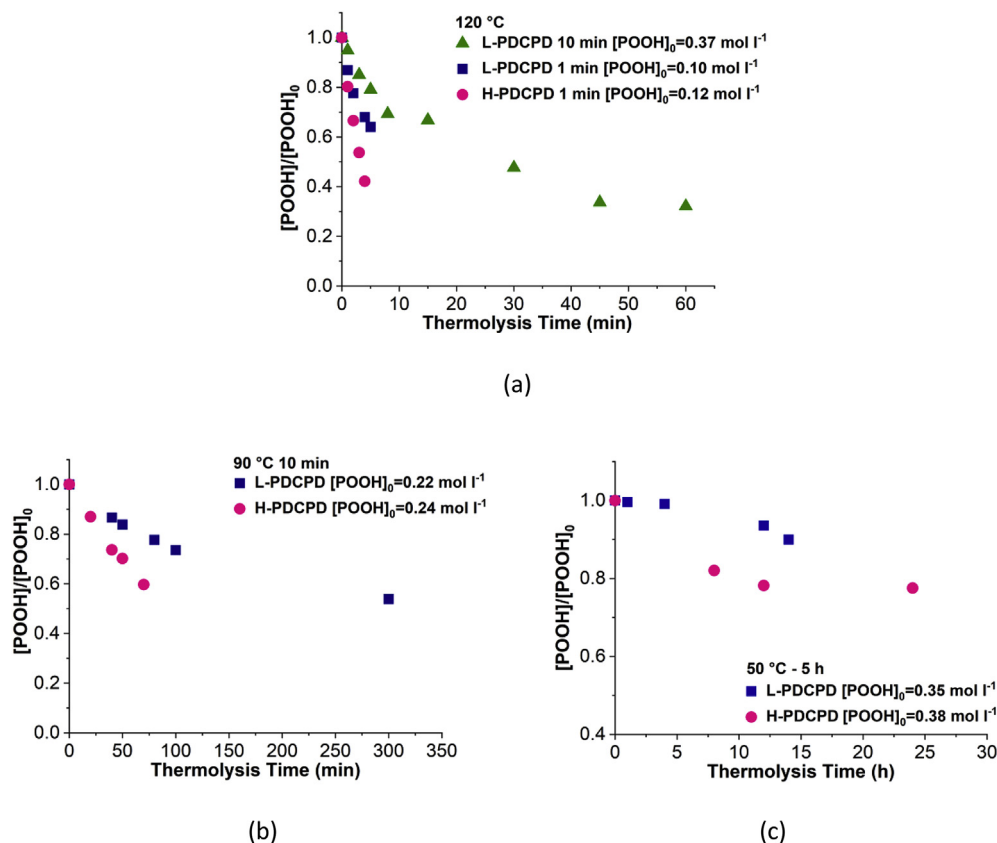 120 °C
L-PDCPD 10 min [POOH]₀=0.37 mol l⁻¹
L-PDCPD 1 min [POOH]₀=0.10 mol l⁻¹
H-PDCPD 1 min [POOH]₀=0.12 mol l⁻¹
[POOH]/[POOH]₀
1.0
0.8
0.6
0.4
0.2
0.0
0 10 20 30 40 50 60
Thermolysis Time (min)
(a)
90 °C 10 min
L-PDCPD [POOH]₀=0.22 mol l⁻¹
H-PDCPD [POOH]₀=0.24 mol l⁻¹
[POOH]/[POOH]₀
1.0
0.8
0.6
0.4
0.2
0.0
0 50 100 150 200 250 300 350
Thermolysis Time (min)
(b)
[POOH]/[POOH]₀
1.0
0.8
0.6
0.4
50 °C - 5 h
L-PDCPD [POOH]₀=0.35 mol l⁻¹
H-PDCPD [POOH]₀=0.38 mol l⁻¹
0 5 10 15 20 25 30
Thermolysis Time (h)
(c)